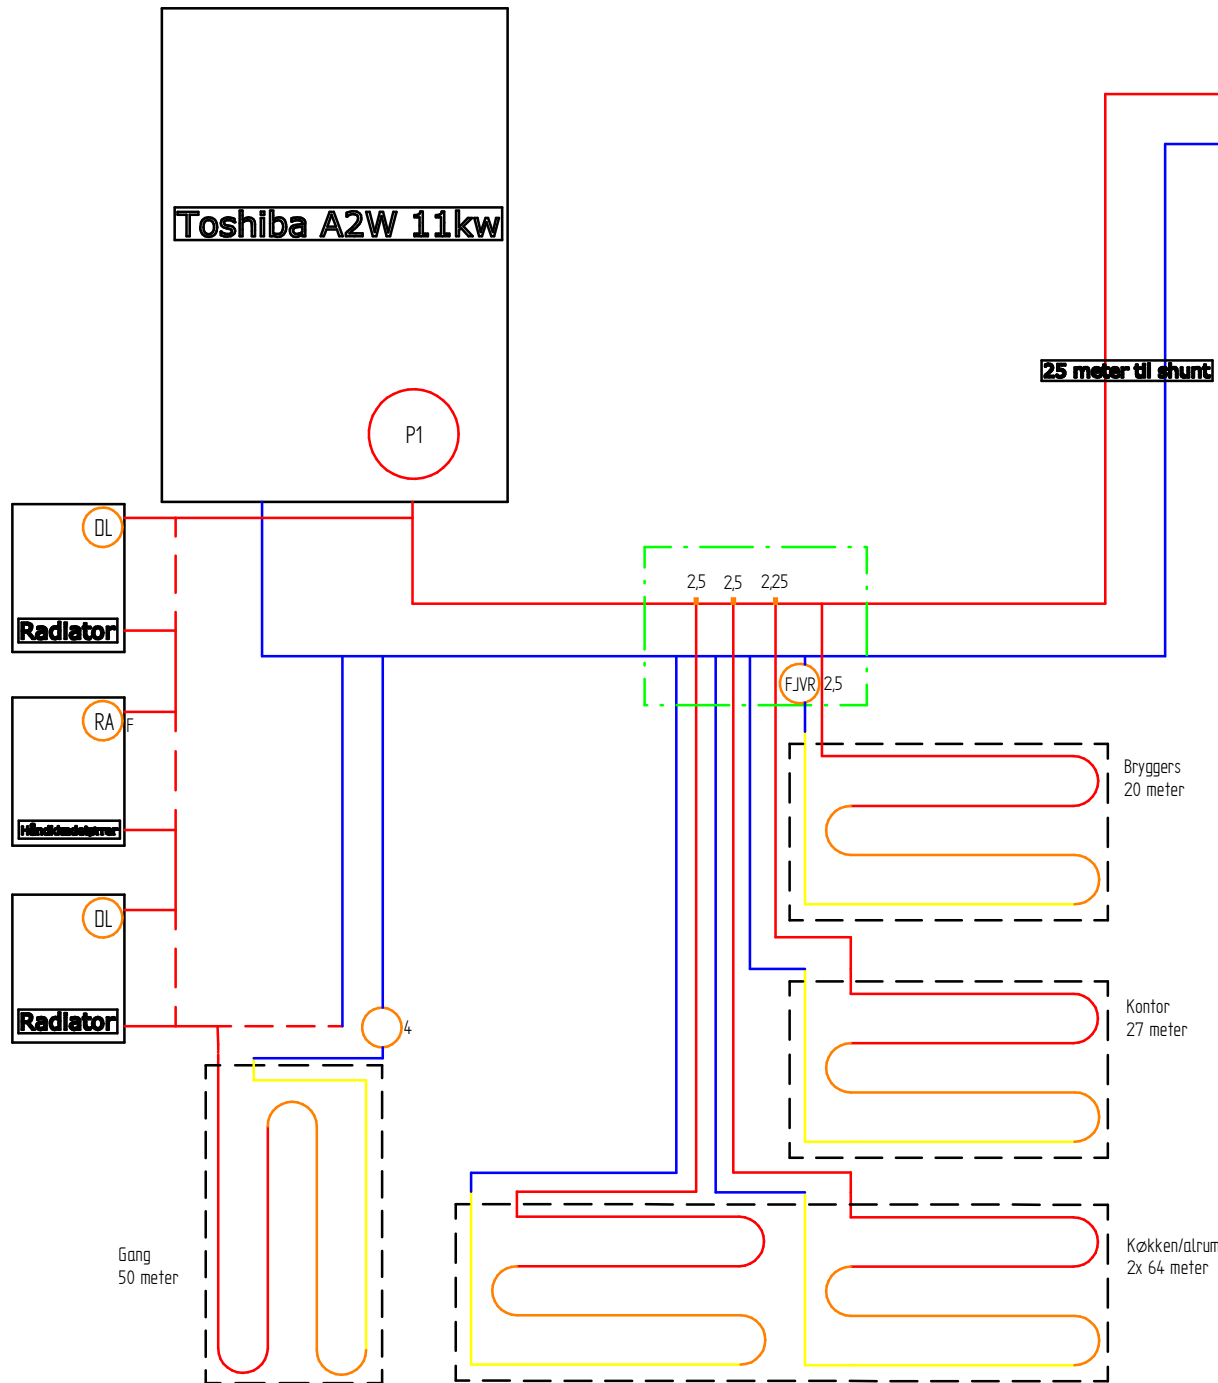 Toshiba A2W 11kw
25 meter til shunt
P1
DL
Radiator
2,5
2,5
2,25
FJVR
2,5
RA
F
Håndklædetørrer
Bryggers
20 meter
DL
Radiator
4
Kontor
27 meter
Gang
50 meter
Køkken/alrum
2x 64 meter